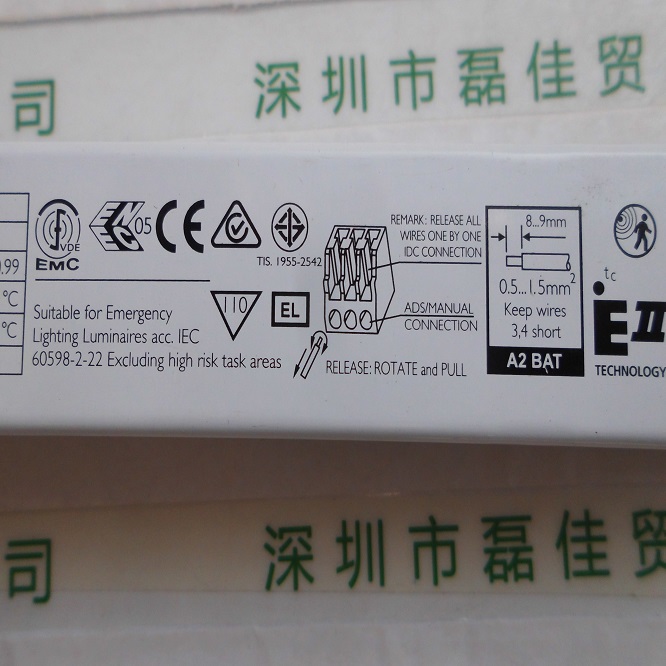 司 深圳市磊佳贸
0.99
°C
°C
VDE
EMC
05
CE
TIS. 1955-2542
Suitable for Emergency
Lighting Luminaires acc. IEC
60598-2-22 Excluding high risk task areas
110
EL
REMARK: RELEASE ALL
WIRES ONE BY ONE
IDC CONNECTION
ADS/MANUAL
CONNECTION
RELEASE: ROTATE and PULL
8...9mm
0.5...1.5mm²
Keep wires
3,4 short
A2 BAT
tc
EII
TECHNOLOGY
司 深圳市磊佳贸